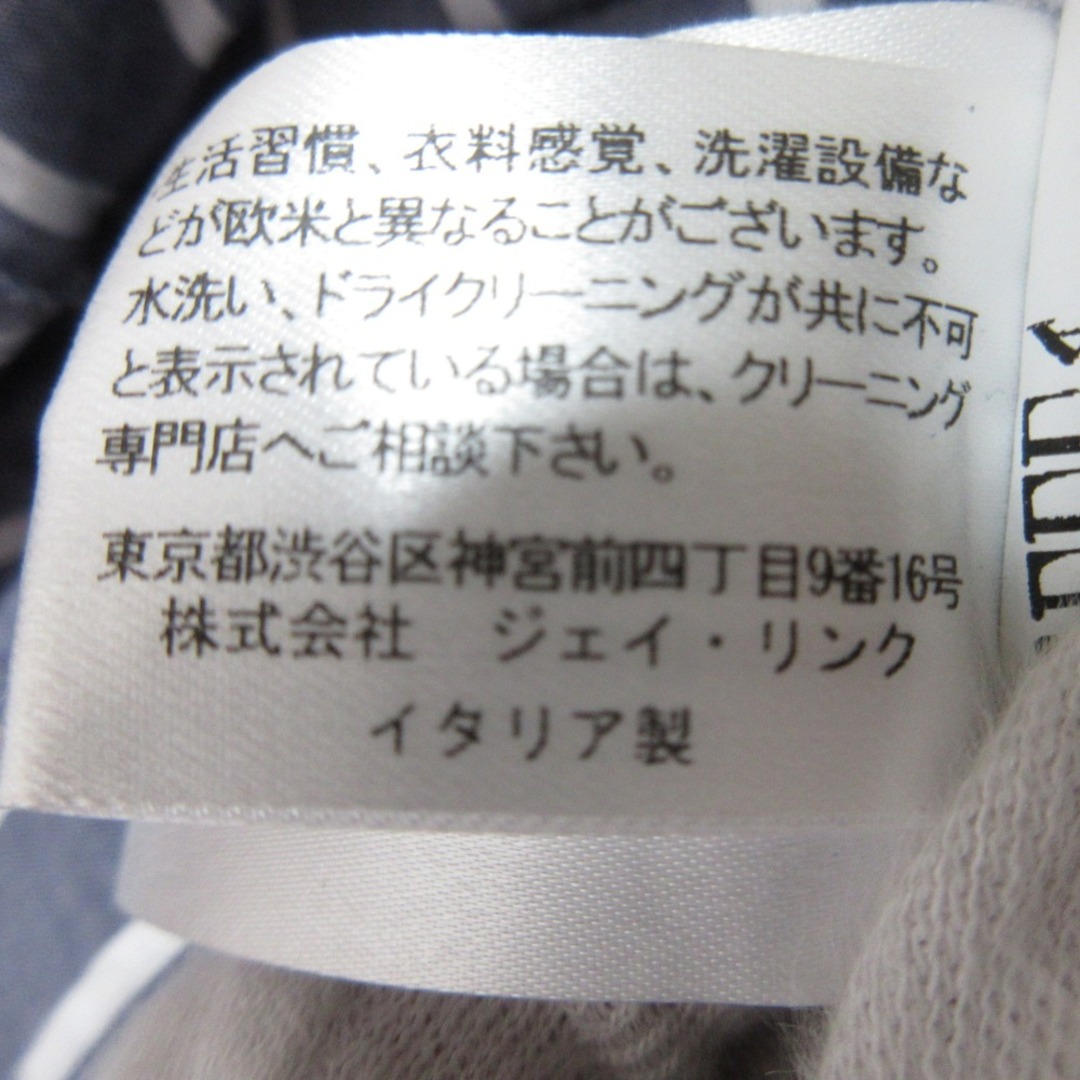 生活習慣、衣料感覚、洗濯設備な
どが欧米と異なることがございます。
水洗い、ドライクリーニングが共に不可
と表示されている場合は、クリーニング
専門店へご相談下さい。
東京都渋谷区神宮前四丁目9番16号
株式会社 ジェイ・リンク
イタリア製